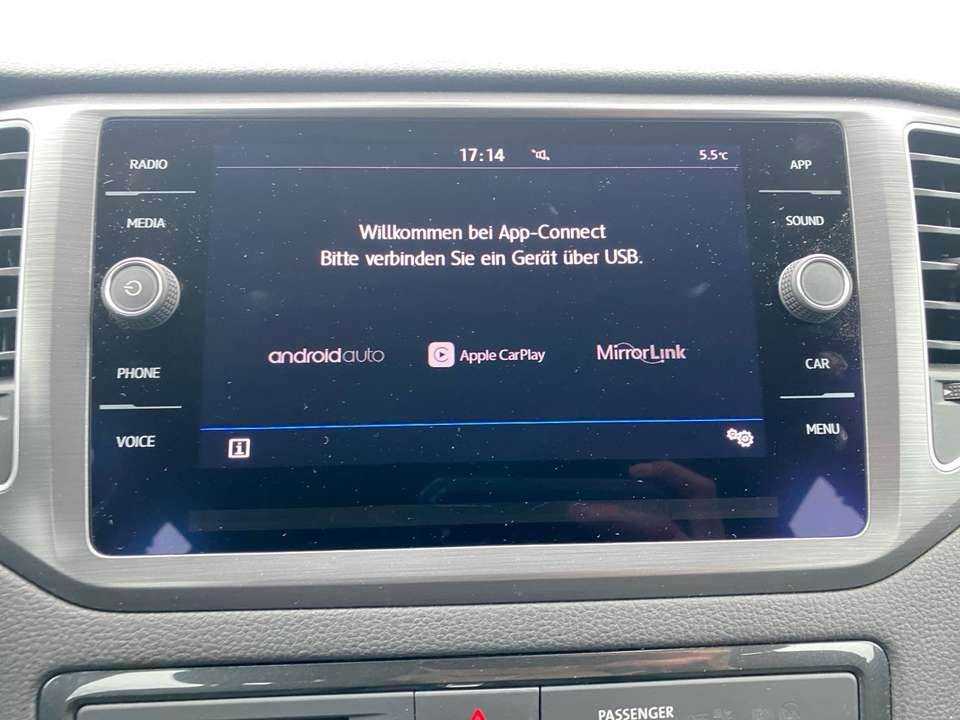 RADIO
MEDIA
PHONE
VOICE
17:14
5.5°C
Willkommen bei App-Connect
Bitte verbinden Sie ein Gerät über USB.
androidauto
Apple CarPlay
MirrorLink
i
APP
SOUND
CAR
MENU
PASSENGER